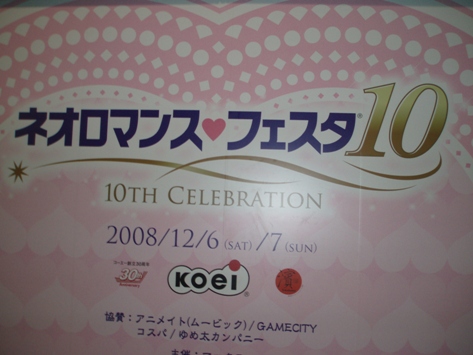 ネオロマンス♥フェスタ10
10TH CELEBRATION
2008/12/6(SAT)/7(SUN)
KOEI®
協賛：アニメイト(ムービック)/GAMECITY
コスパ/ゆめ太カンパニー